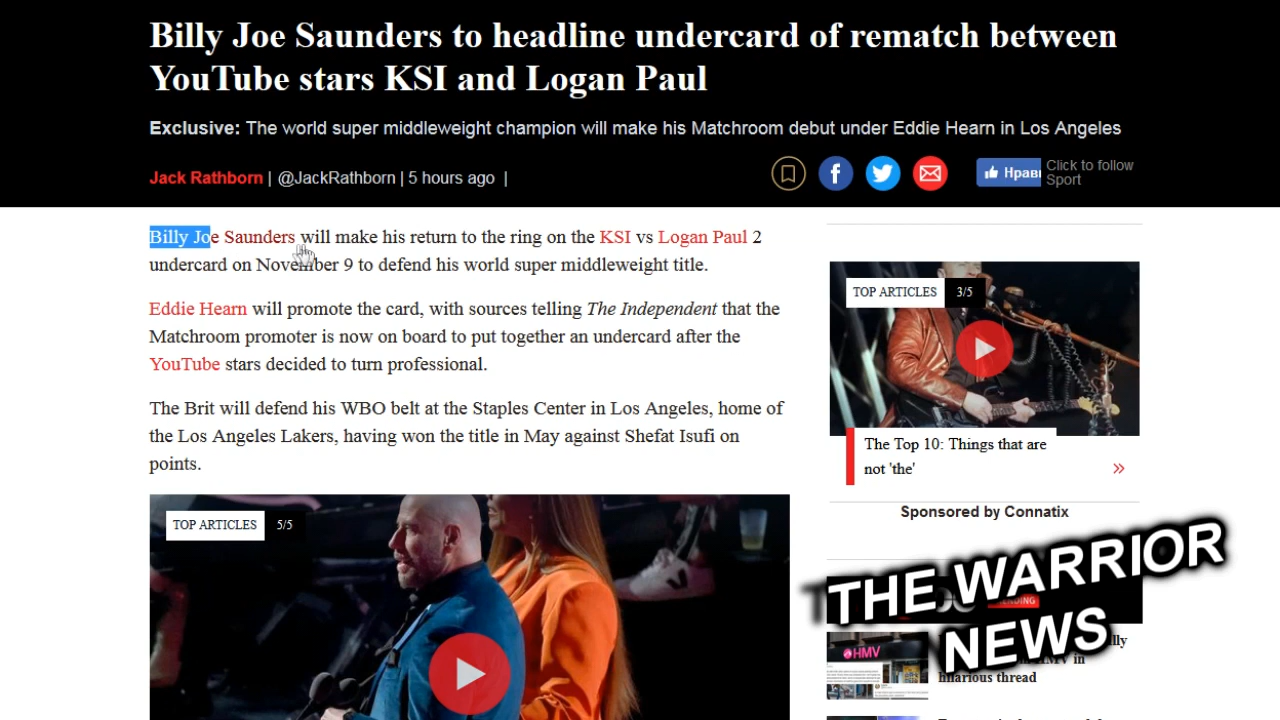 Billy Joe Saunders to headline undercard of rematch between
YouTube stars KSI and Logan Paul
Exclusive: The world super middleweight champion will make his Matchroom debut under Eddie Hearn in Los Angeles
Jack Rathborn | @JackRathborn | 5 hours ago |
Click to follow
Sport
Billy Joe Saunders will make his return to the ring on the KSI vs Logan Paul 2
undercard on November 9 to defend his world super middleweight title.
Eddie Hearn will promote the card, with sources telling The Independent that the
Matchroom promoter is now on board to put together an undercard after the
YouTube stars decided to turn professional.
The Brit will defend his WBO belt at the Staples Center in Los Angeles, home of
the Los Angeles Lakers, having won the title in May against Shefat Isufi on
points.
TOP ARTICLES 5/5
TOP ARTICLES 3/5
The Top 10: Things that are
not 'the'
Sponsored by Connatix
THE WARRIOR
NEWS
HMV
HMV in
hilarious thread